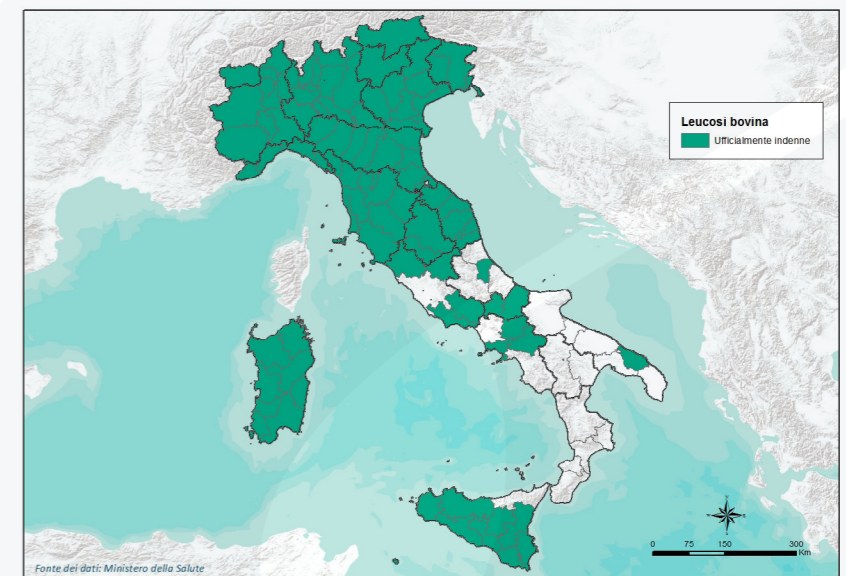 Leucosi bovina
Ufficialmente indenne
0 75 150 300
Km
Fonte dei dati: Ministero della Salute